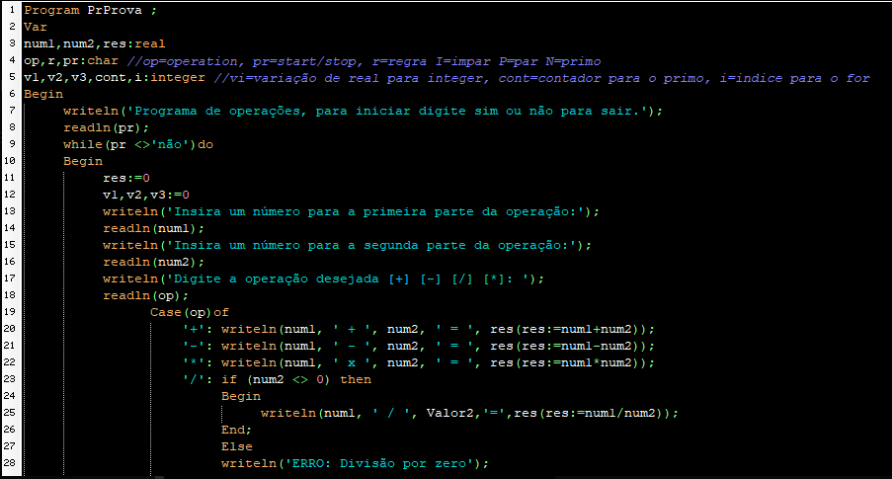 1 Program PrProva ;
2 Var
3 num1,num2,res:real
4 op,r,pr:char //op=operation, pr=start/stop, r=regra I=impar P=par N=primo
5 v1,v2,v3,cont,i:integer //vi=variação de real para integer, cont=contador para o primo, i=indice para o for
6 Begin
7 writeln('Programa de operações, para iniciar digite sim ou não para sair.');
8 readln(pr);
9 while(pr <>'não')do
10 Begin
11 res:=0
12 v1,v2,v3:=0
13 writeln('Insira um número para a primeira parte da operação:');
14 readln(num1);
15 writeln('Insira um número para a segunda parte da operação:');
16 readln(num2);
17 writeln('Digite a operação desejada [+] [-] [/] [*]: ');
18 readln(op);
19 Case(op)of
20 '+': writeln(num1, ' + ', num2, ' = ', res(res:=num1+num2));
21 '-': writeln(num1, ' - ', num2, ' = ', res(res:=num1-num2));
22 '*': writeln(num1, ' x ', num2, ' = ', res(res:=num1*num2));
23 '/': if (num2 <> 0) then
24 Begin
25 writeln(num1, ' / ', Valor2,'=',res(res:=num1/num2));
26 End;
27 Else
28 writeln('ERRO: Divisão por zero');